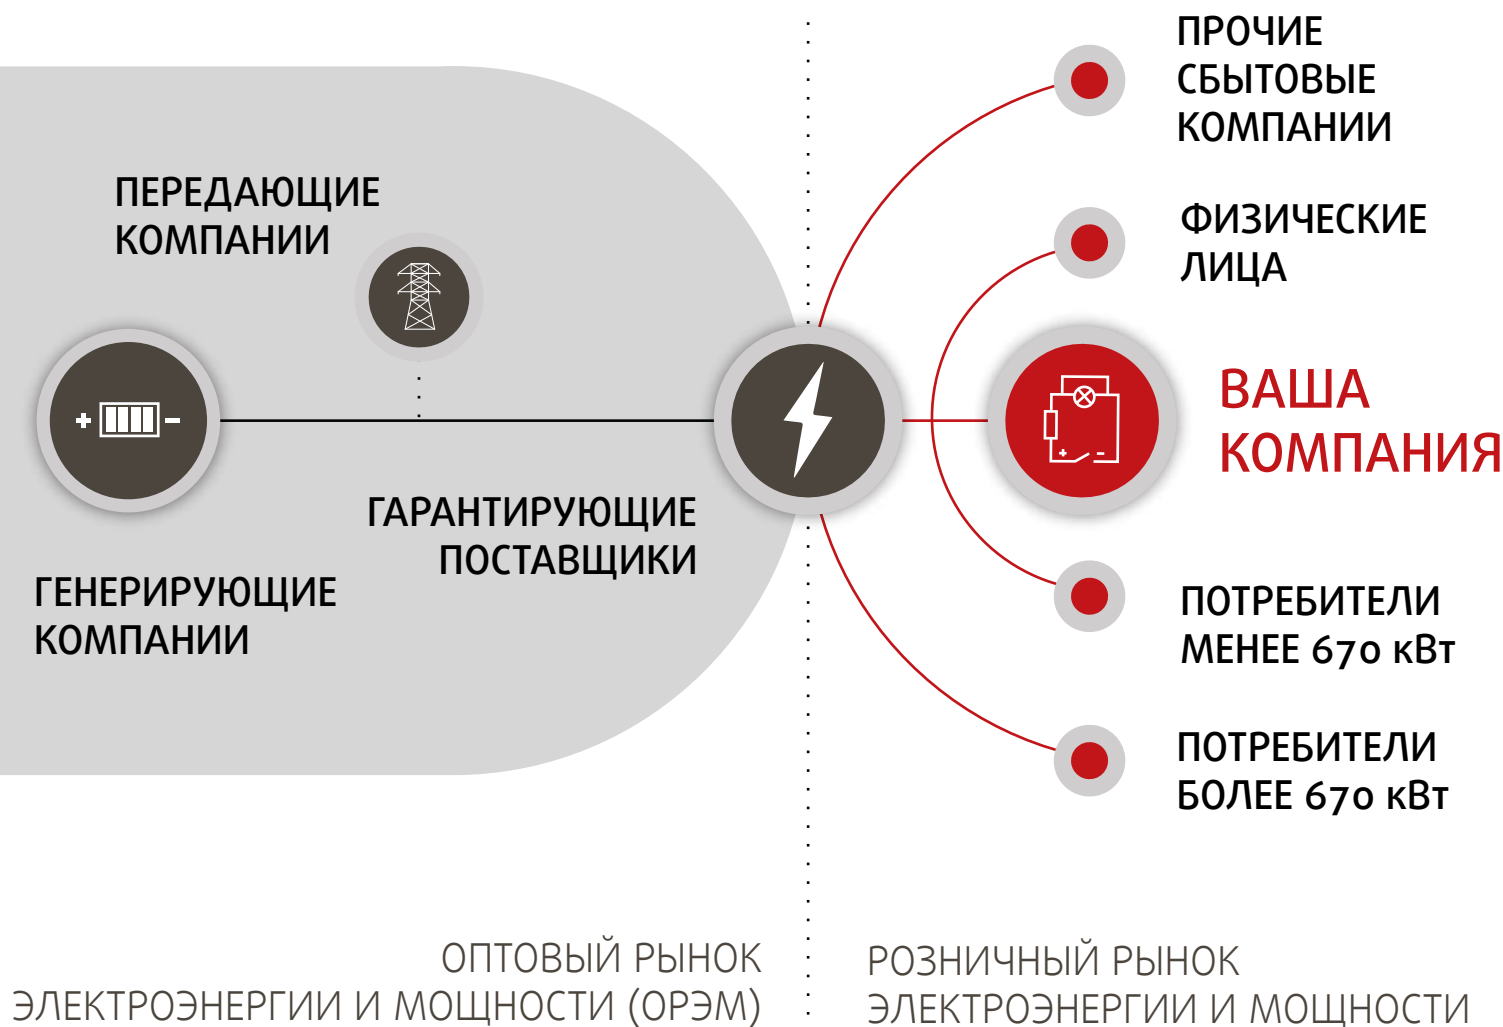 ПЕРЕДАЮЩИЕ
КОМПАНИИ
ГЕНЕРИРУЮЩИЕ
КОМПАНИИ
ГАРАНТИРУЮЩИЕ
ПОСТАВЩИКИ
ПРОЧИЕ
СБЫТОВЫЕ
КОМПАНИИ
ФИЗИЧЕСКИЕ
ЛИЦА
ВАША
КОМПАНИЯ
ПОТРЕБИТЕЛИ
МЕНЕЕ 670 кВт
ПОТРЕБИТЕЛИ
БОЛЕЕ 670 кВт
ОПТОВЫЙ РЫНОК
ЭЛЕКТРОЭНЕРГИИ И МОЩНОСТИ (ОРЭМ)
РОЗНИЧНЫЙ РЫНОК
ЭЛЕКТРОЭНЕРГИИ И МОЩНОСТИ